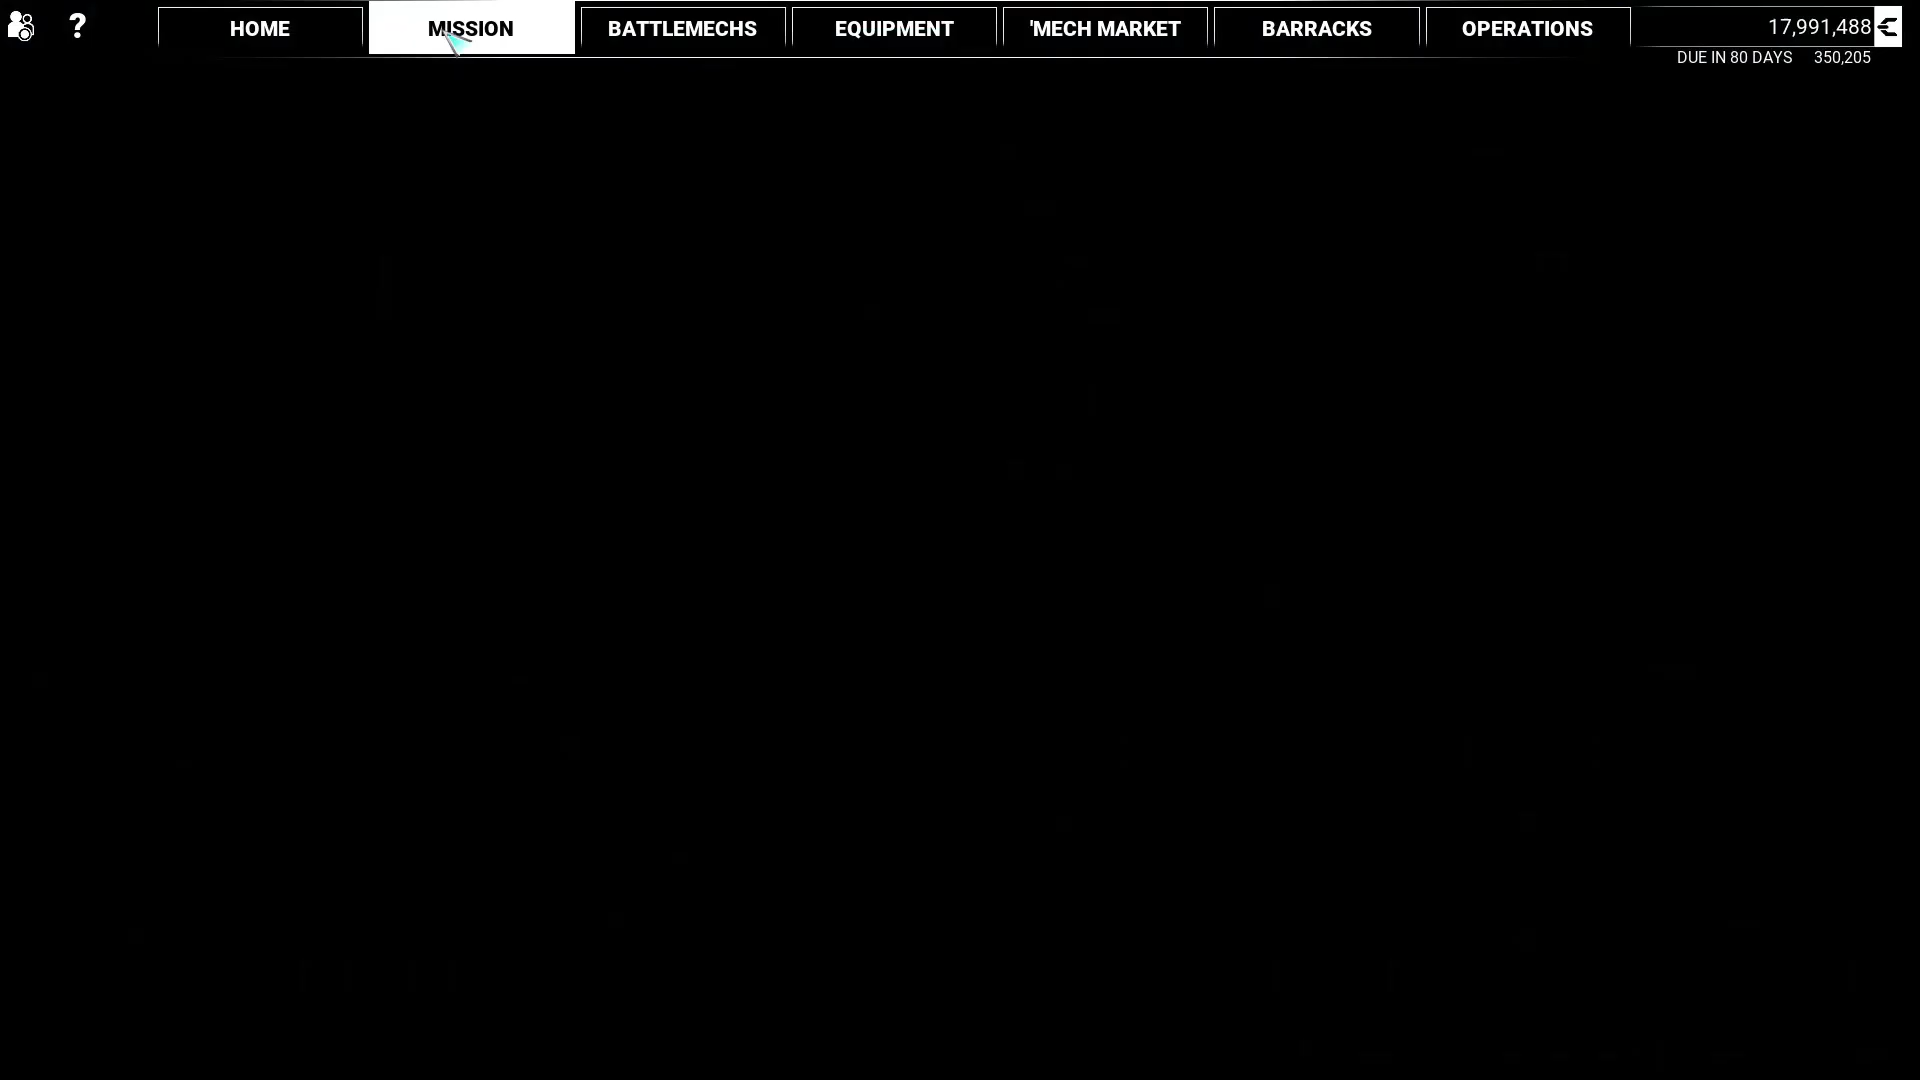 ? HOME MISSION BATTLEMECHS EQUIPMENT 'MECH MARKET BARRACKS OPERATIONS 17,991,488
DUE IN 80 DAYS 350,205